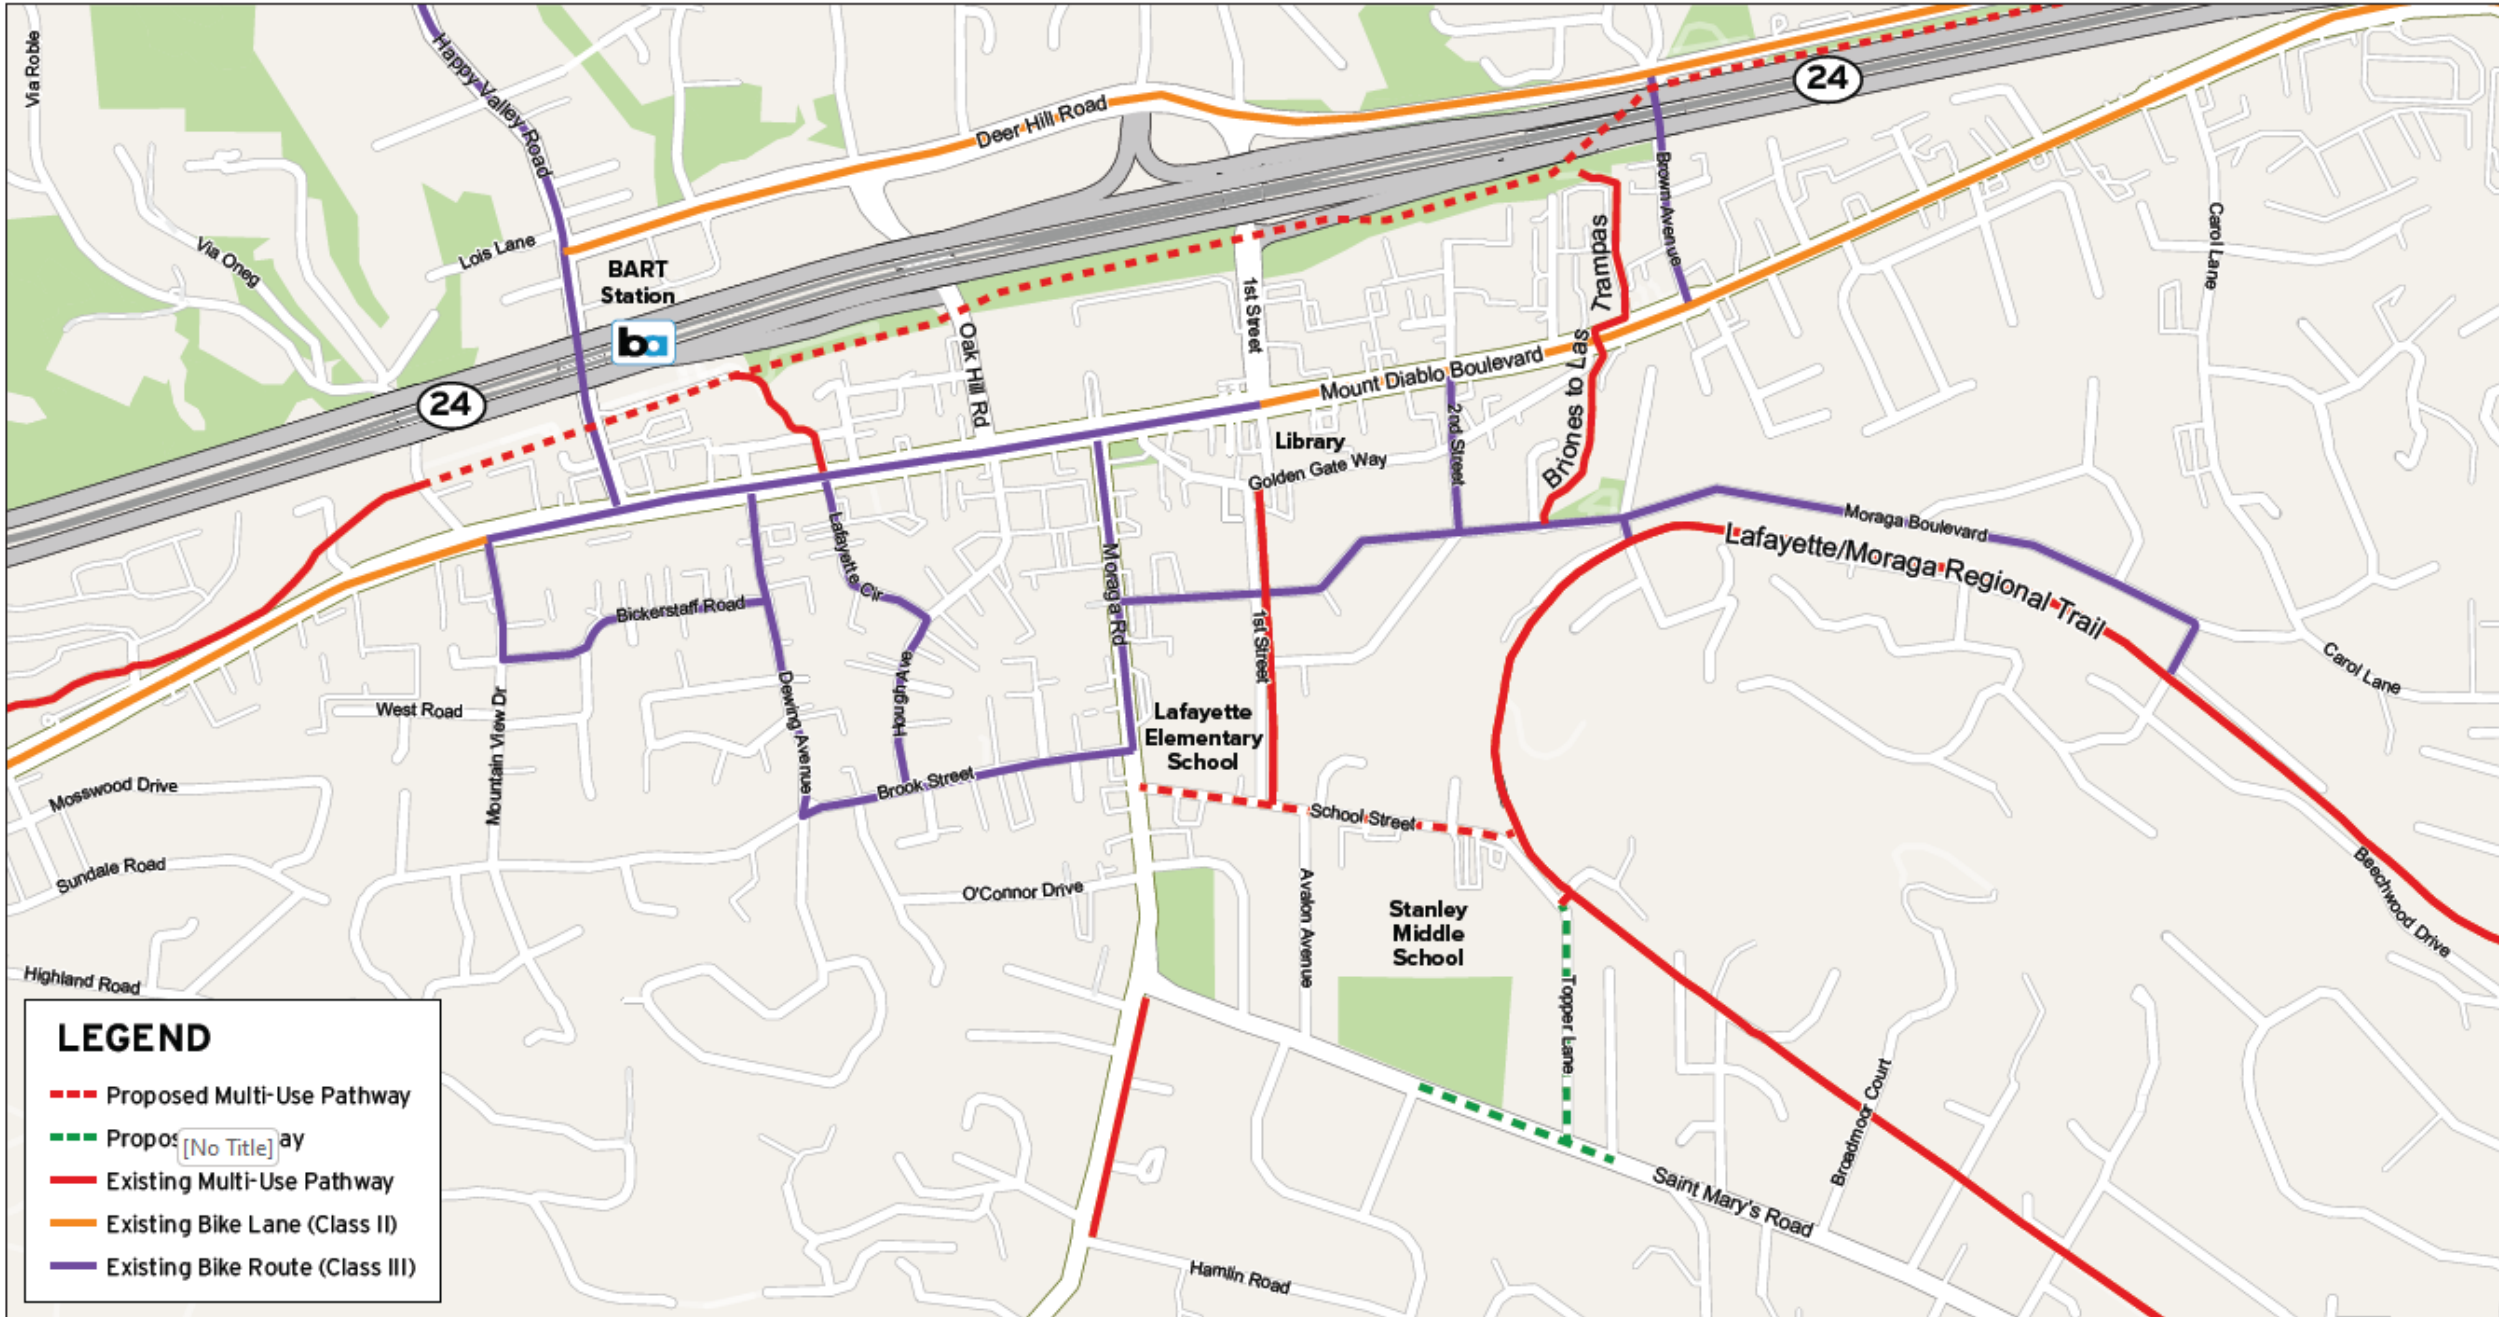 Via Roble
Happy Valley Road
Deer Hill Road
24
Brown Avenue
Carol Lane
Via Oneg
Lois Lane
BART
Station
ba
24
Oak Hill Rd
1st Street
Trampas
Briones to Las
Mount Diablo Boulevard
Library
Golden Gate Way
2nd Street
Moraga Boulevard
Lafayette/Moraga Regional Trail
Lafayette Cir
Moraga Rd
Bickerstaff Road
1st Street
Carol Lane
West Road
Mountain View Dr
Dewing Avenue
Hough Ave
Lafayette
Elementary
School
Brook Street
Mosswood Drive
School Street
Sundale Road
O'Connor Drive
Avalon Avenue
Stanley
Middle
School
Beechwood Drive
Highland Road
Topper Lane
Broadmoor Court
Saint Mary's Road
Hamlin Road
LEGEND
Proposed Multi-Use Pathway
Propos
[No Title]
ay
Existing Multi-Use Pathway
Existing Bike Lane (Class II)
Existing Bike Route (Class III)